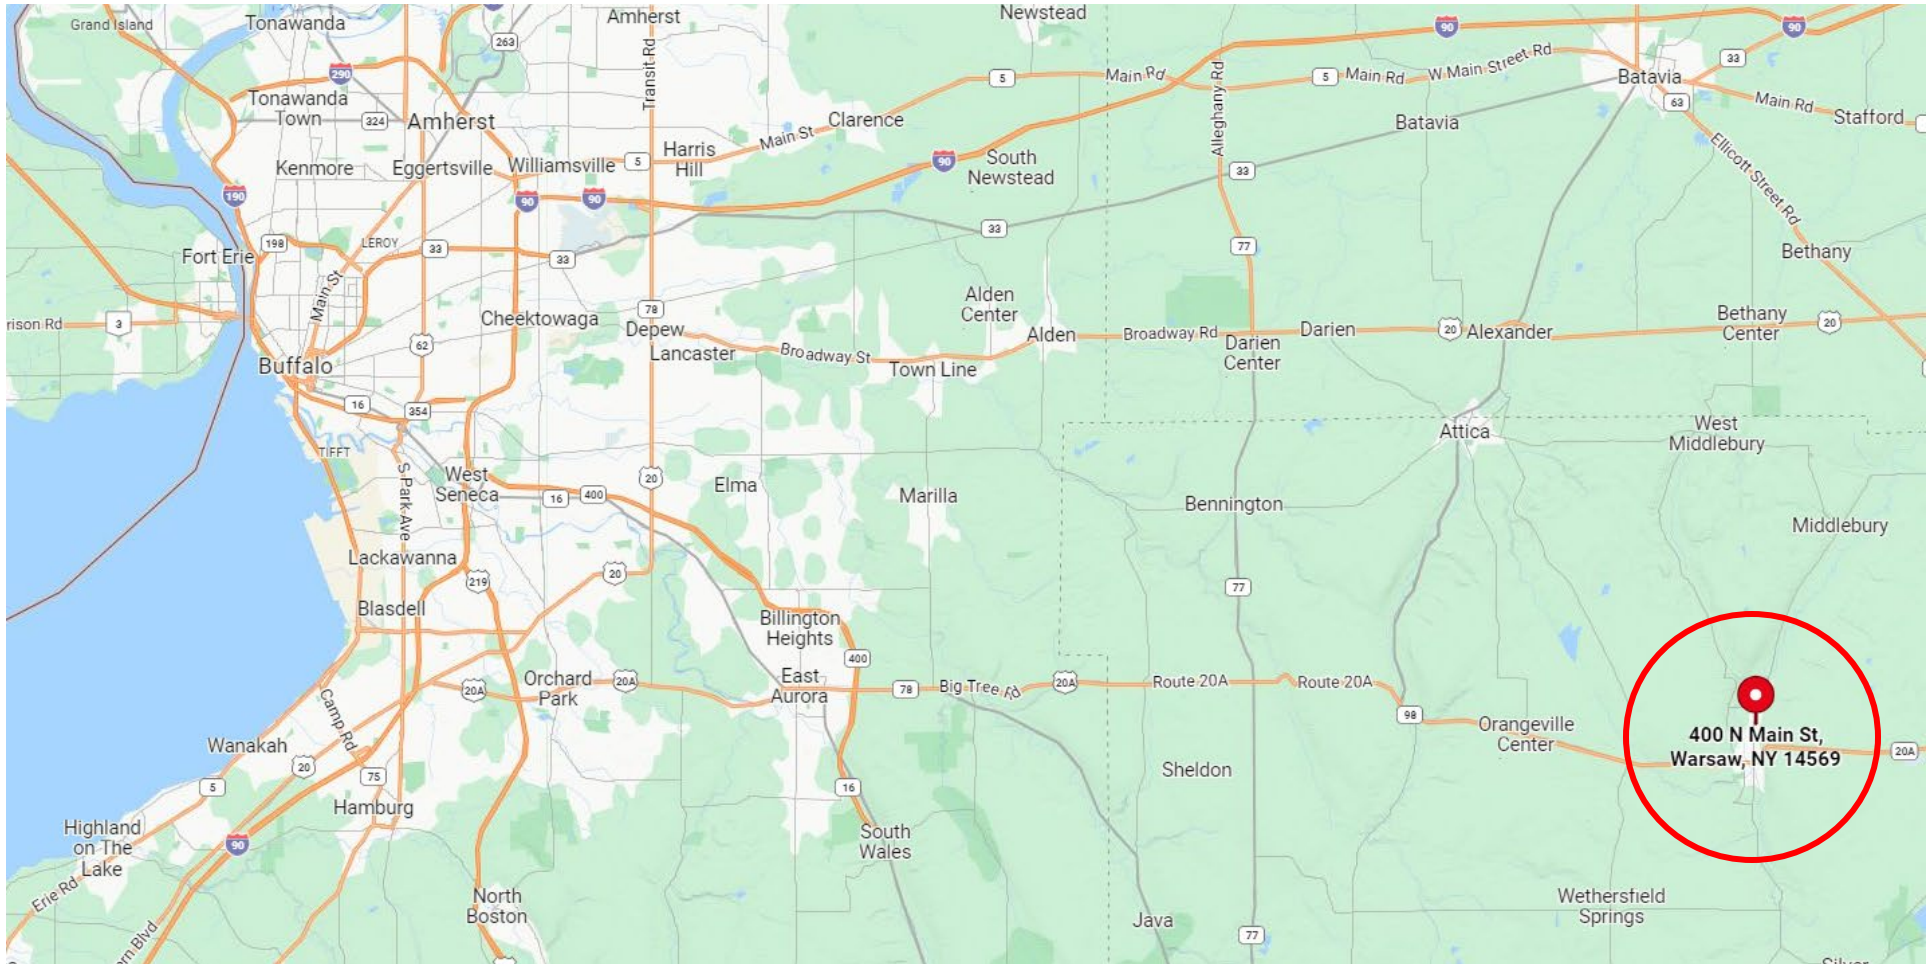 Grand Island
Tonawanda
Amherst
Newstead
263
Transit Rd
290
90
90
5
Main Rd
5
Main Rd
W Main Street Rd
Batavia
33
63
Main Rd
Stafford
Tonawanda
Town
324
Amherst
Clarence
Main St
Alleghany Rd
Batavia
Ellicott Street Rd
Kenmore
Eggertsville
Williamsville
5
Harris
Hill
90
South
Newstead
33
190
90
90
33
198
LEROY
33
33
77
Fort Erie
Main St
Bethany
rison Rd
3
62
Cheektowaga
78
Depew
Lancaster
Broadway St
Alden
Center
Town Line
Alden
Broadway Rd
Darien
Center
Darien
20
Alexander
Bethany
Center
20
Buffalo
16
354
TIFFT
S Park Ave
West
Seneca
16
400
20
Elma
Marilla
Bennington
Attica
West
Middlebury
Middlebury
Lackawanna
219
20
77
Blasdell
Billington
Heights
400
20A
Orchard
Park
20A
East
Aurora
78
Big Tree Rd
20A
Route 20A
Route 20A
98
Orangeville
Center
400 N Main St,
Warsaw, NY 14569
20A
Camp Rd
Wanakah
20
5
75
Hamburg
16
Sheldon
Highland
on The
Lake
90
South
Wales
Erie Rd
North
Boston
Java
77
Wethersfield
Springs